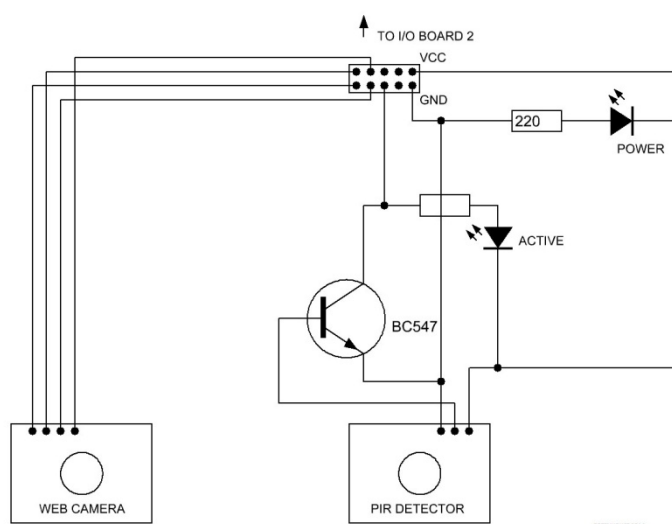 TO I/O BOARD 2
VCC
GND
220
POWER
ACTIVE
BC547
WEB CAMERA
PIR DETECTOR